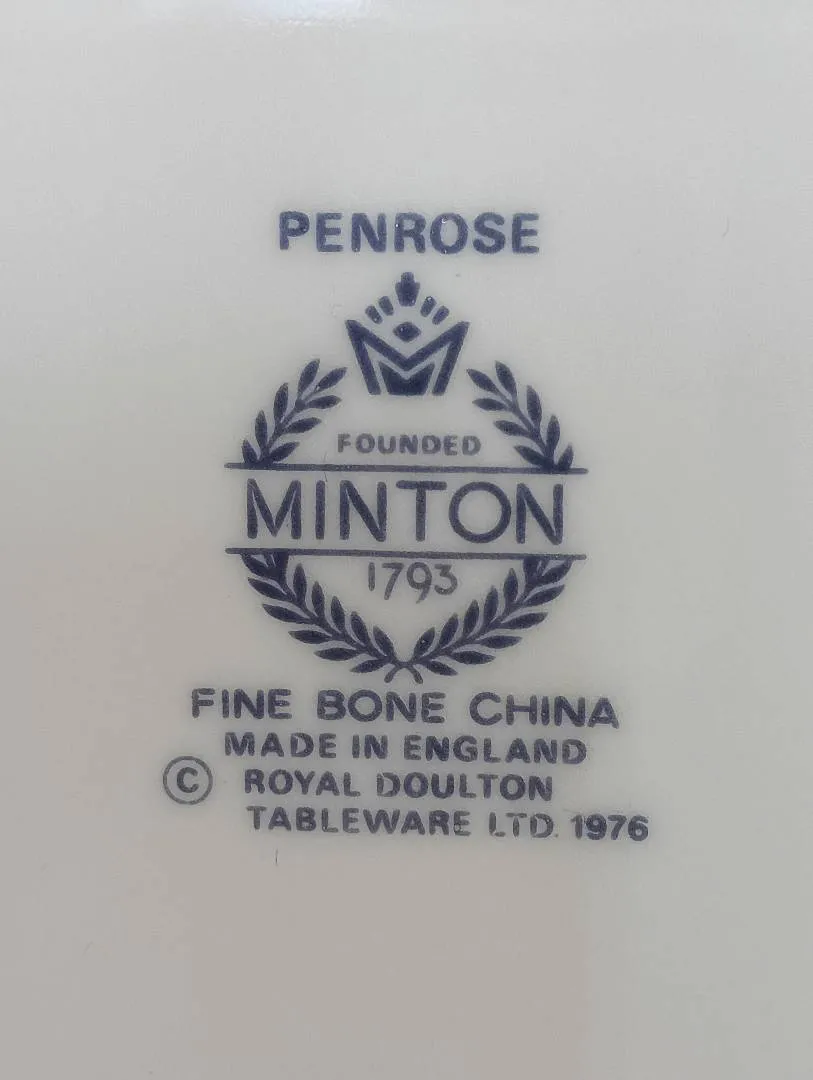 PENROSE
FOUNDED
MINTON
1793
FINE BONE CHINA
MADE IN ENGLAND
© ROYAL DOULTON
TABLEWARE LTD. 1976